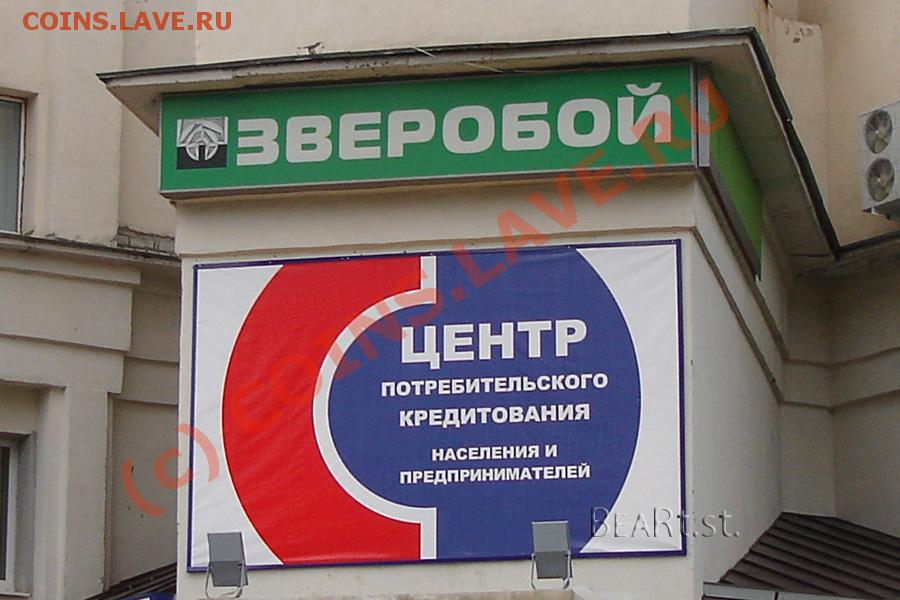 COINS.LAVE.RU
ЗВЕРОБОЙ
ЦЕНТР
ПОТРЕБИТЕЛЬСКОГО
КРЕДИТОВАНИЯ
НАСЕЛЕНИЯ И
ПРЕДПРИНИМАТЕЛЕЙ
(c) COINS.LAVE.RU
BEARt.st.